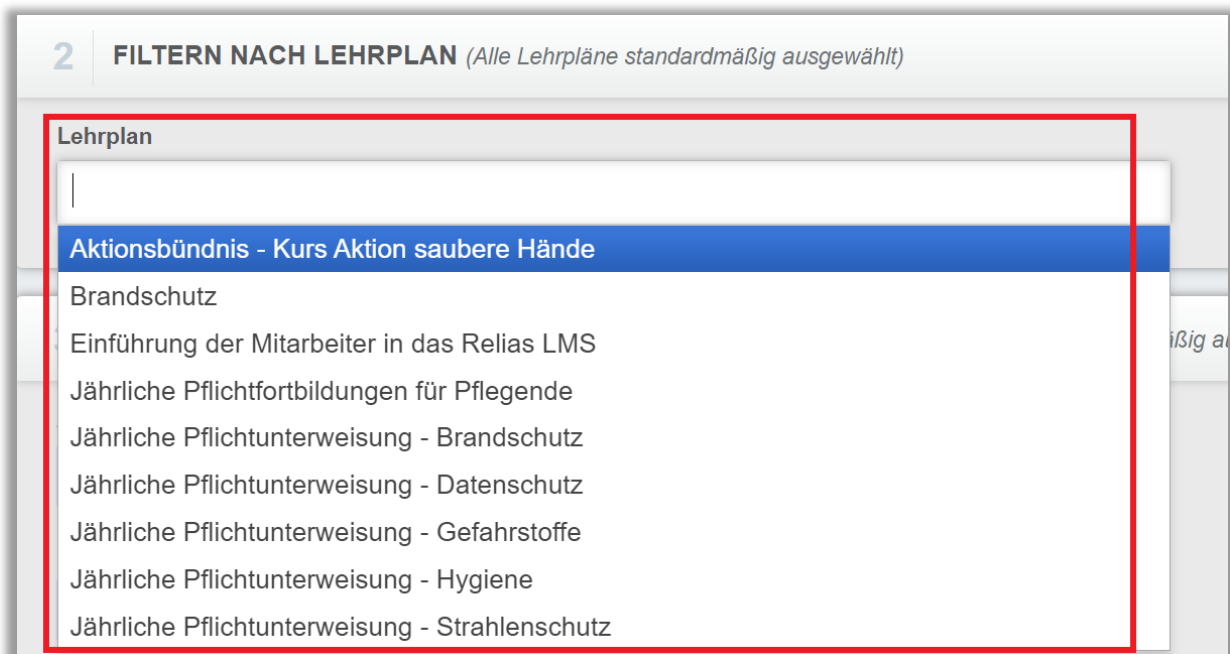 2 FILTERN NACH LEHRPLAN (Alle Lehrpläne standardmäßig ausgewählt)
Lehrplan
Aktionsbündnis - Kurs Aktion saubere Hände
Brandschutz
Einführung der Mitarbeiter in das Relias LMS
Jährliche Pflichtfortbildungen für Pflegende
Jährliche Pflichtunterweisung - Brandschutz
Jährliche Pflichtunterweisung - Datenschutz
Jährliche Pflichtunterweisung - Gefahrstoffe
Jährliche Pflichtunterweisung - Hygiene
Jährliche Pflichtunterweisung - Strahlenschutz